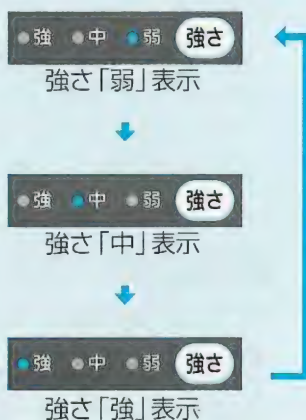 強 中 弱 強さ
強さ「弱」表示
強 中 弱 強さ
強さ「中」表示
強 中 弱 強さ
強さ「強」表示